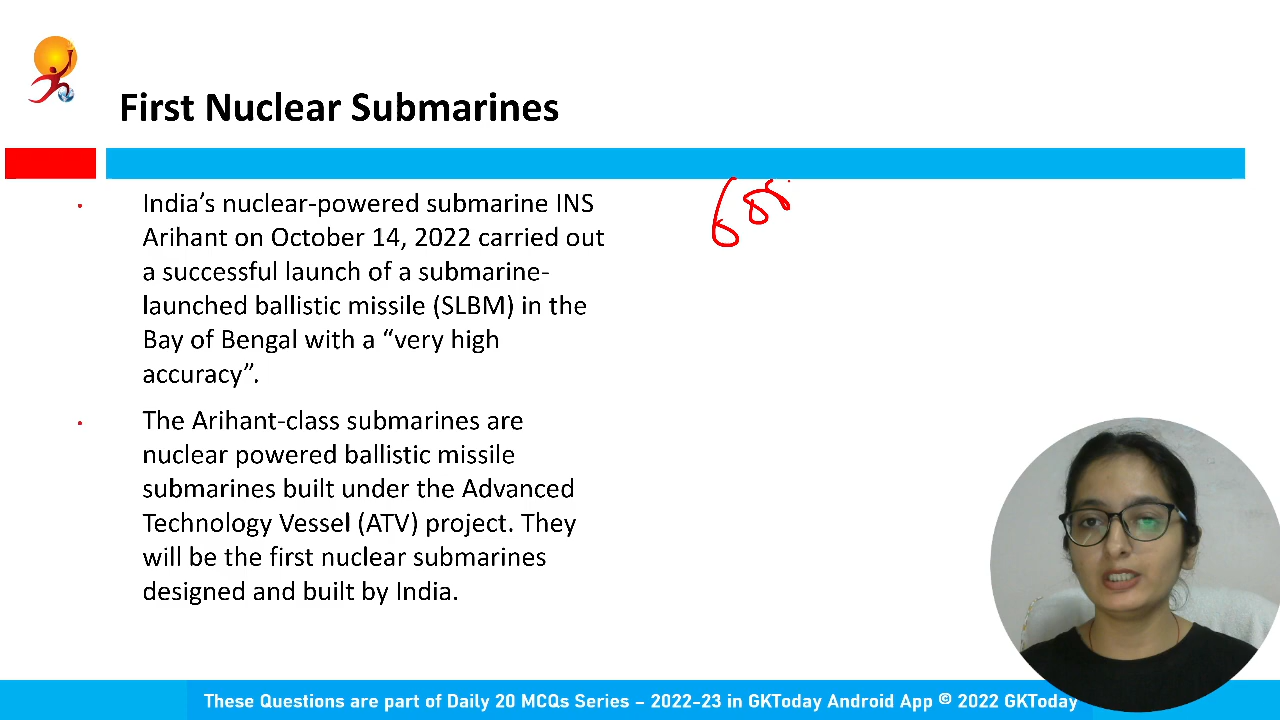 First Nuclear Submarines
India’s nuclear-powered submarine INS
Arihant on October 14, 2022 carried out
a successful launch of a submarine-
launched ballistic missile (SLBM) in the
Bay of Bengal with a “very high
accuracy”.
The Arihant-class submarines are
nuclear powered ballistic missile
submarines built under the Advanced
Technology Vessel (ATV) project. They
will be the first nuclear submarines
designed and built by India.
These Questions are part of Daily 20 MCQs Series – 2022-23 in GKToday Android App © 2022 GKToday